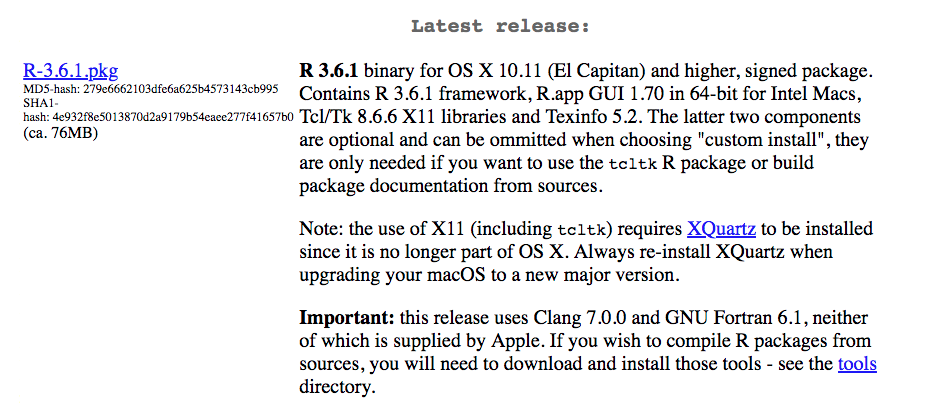 Latest release:
R-3.6.1.pkg
MD5-hash: 279e6662103dfe6a625b4573143cb995
SHA1-
hash: 4e932f8e5013870d2a9179b54eaee277f41657b0
(ca. 76MB)
R 3.6.1 binary for OS X 10.11 (El Capitan) and higher, signed package.
Contains R 3.6.1 framework, R.app GUI 1.70 in 64-bit for Intel Macs,
Tcl/Tk 8.6.6 X11 libraries and Texinfo 5.2. The latter two components
are optional and can be ommitted when choosing "custom install", they
are only needed if you want to use the tcltk R package or build
package documentation from sources.
Note: the use of X11 (including tcltk) requires XQuartz to be installed
since it is no longer part of OS X. Always re-install XQuartz when
upgrading your macOS to a new major version.
Important: this release uses Clang 7.0.0 and GNU Fortran 6.1, neither
of which is supplied by Apple. If you wish to compile R packages from
sources, you will need to download and install those tools - see the tools
directory.